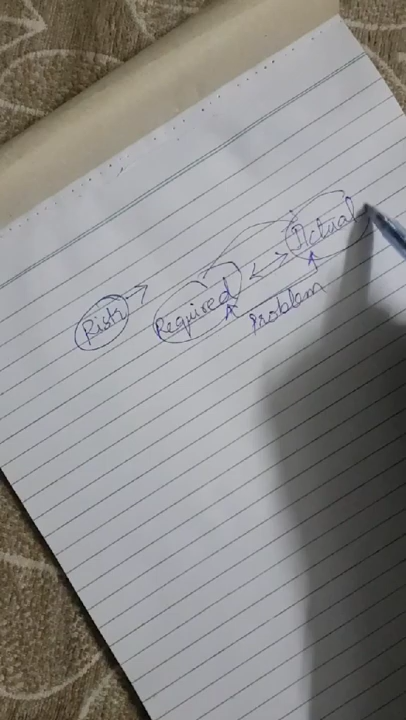 Risk → Required <-> Actual
Problem